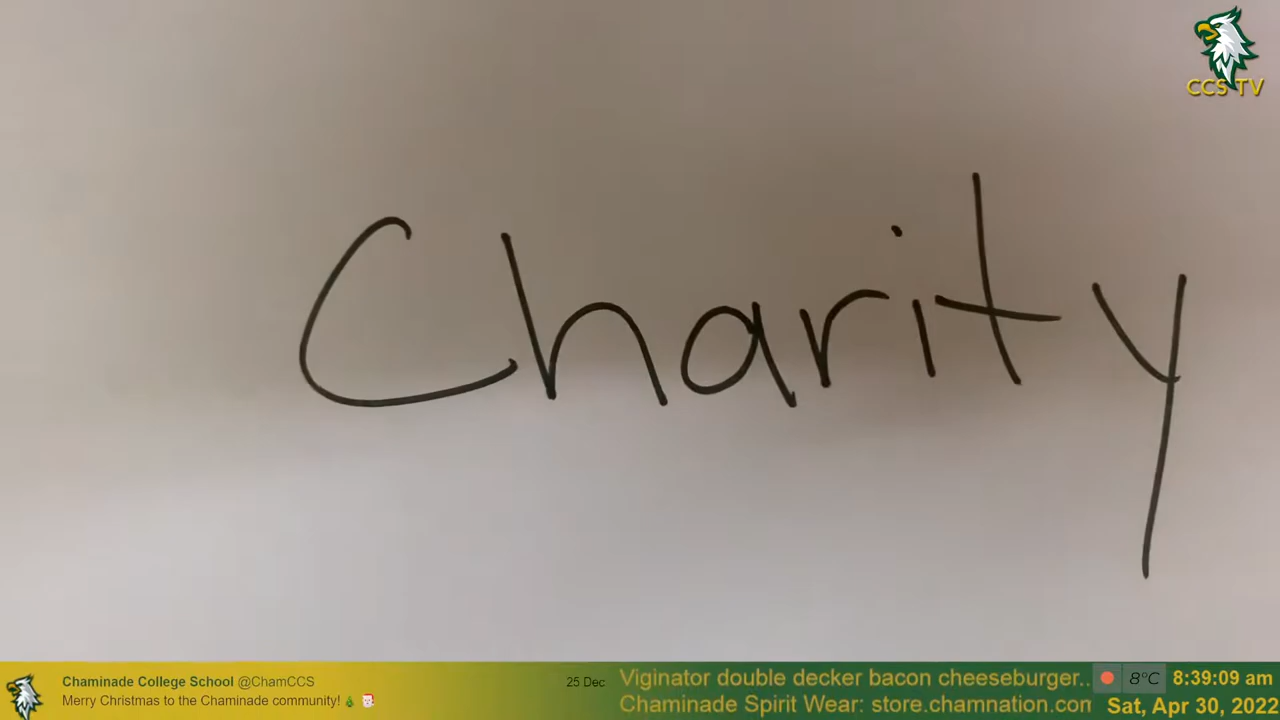 CCS TV
Charity
Chaminade College School @ChamCCS
25 Dec
Merry Christmas to the Chaminade community! 🎄 🎅
Viginator double decker bacon cheeseburger..
Chaminade Spirit Wear: store.chamnation.com
8°C
8:39:09 am
Sat, Apr 30, 2022